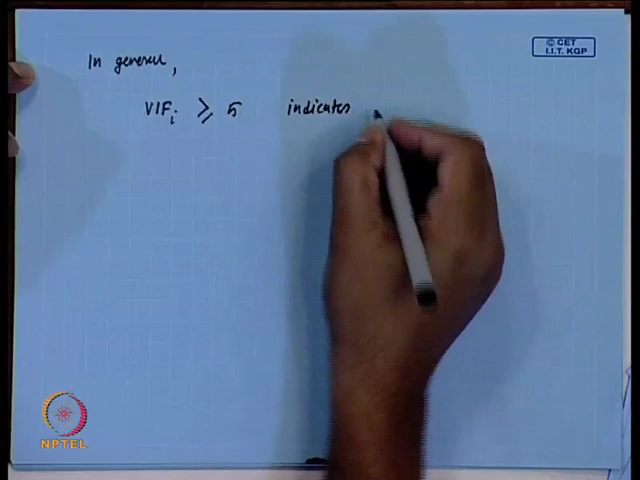 © CET
I.I.T. KGP
In general,
VIFi ⩾ 5 indicates
NPTEL